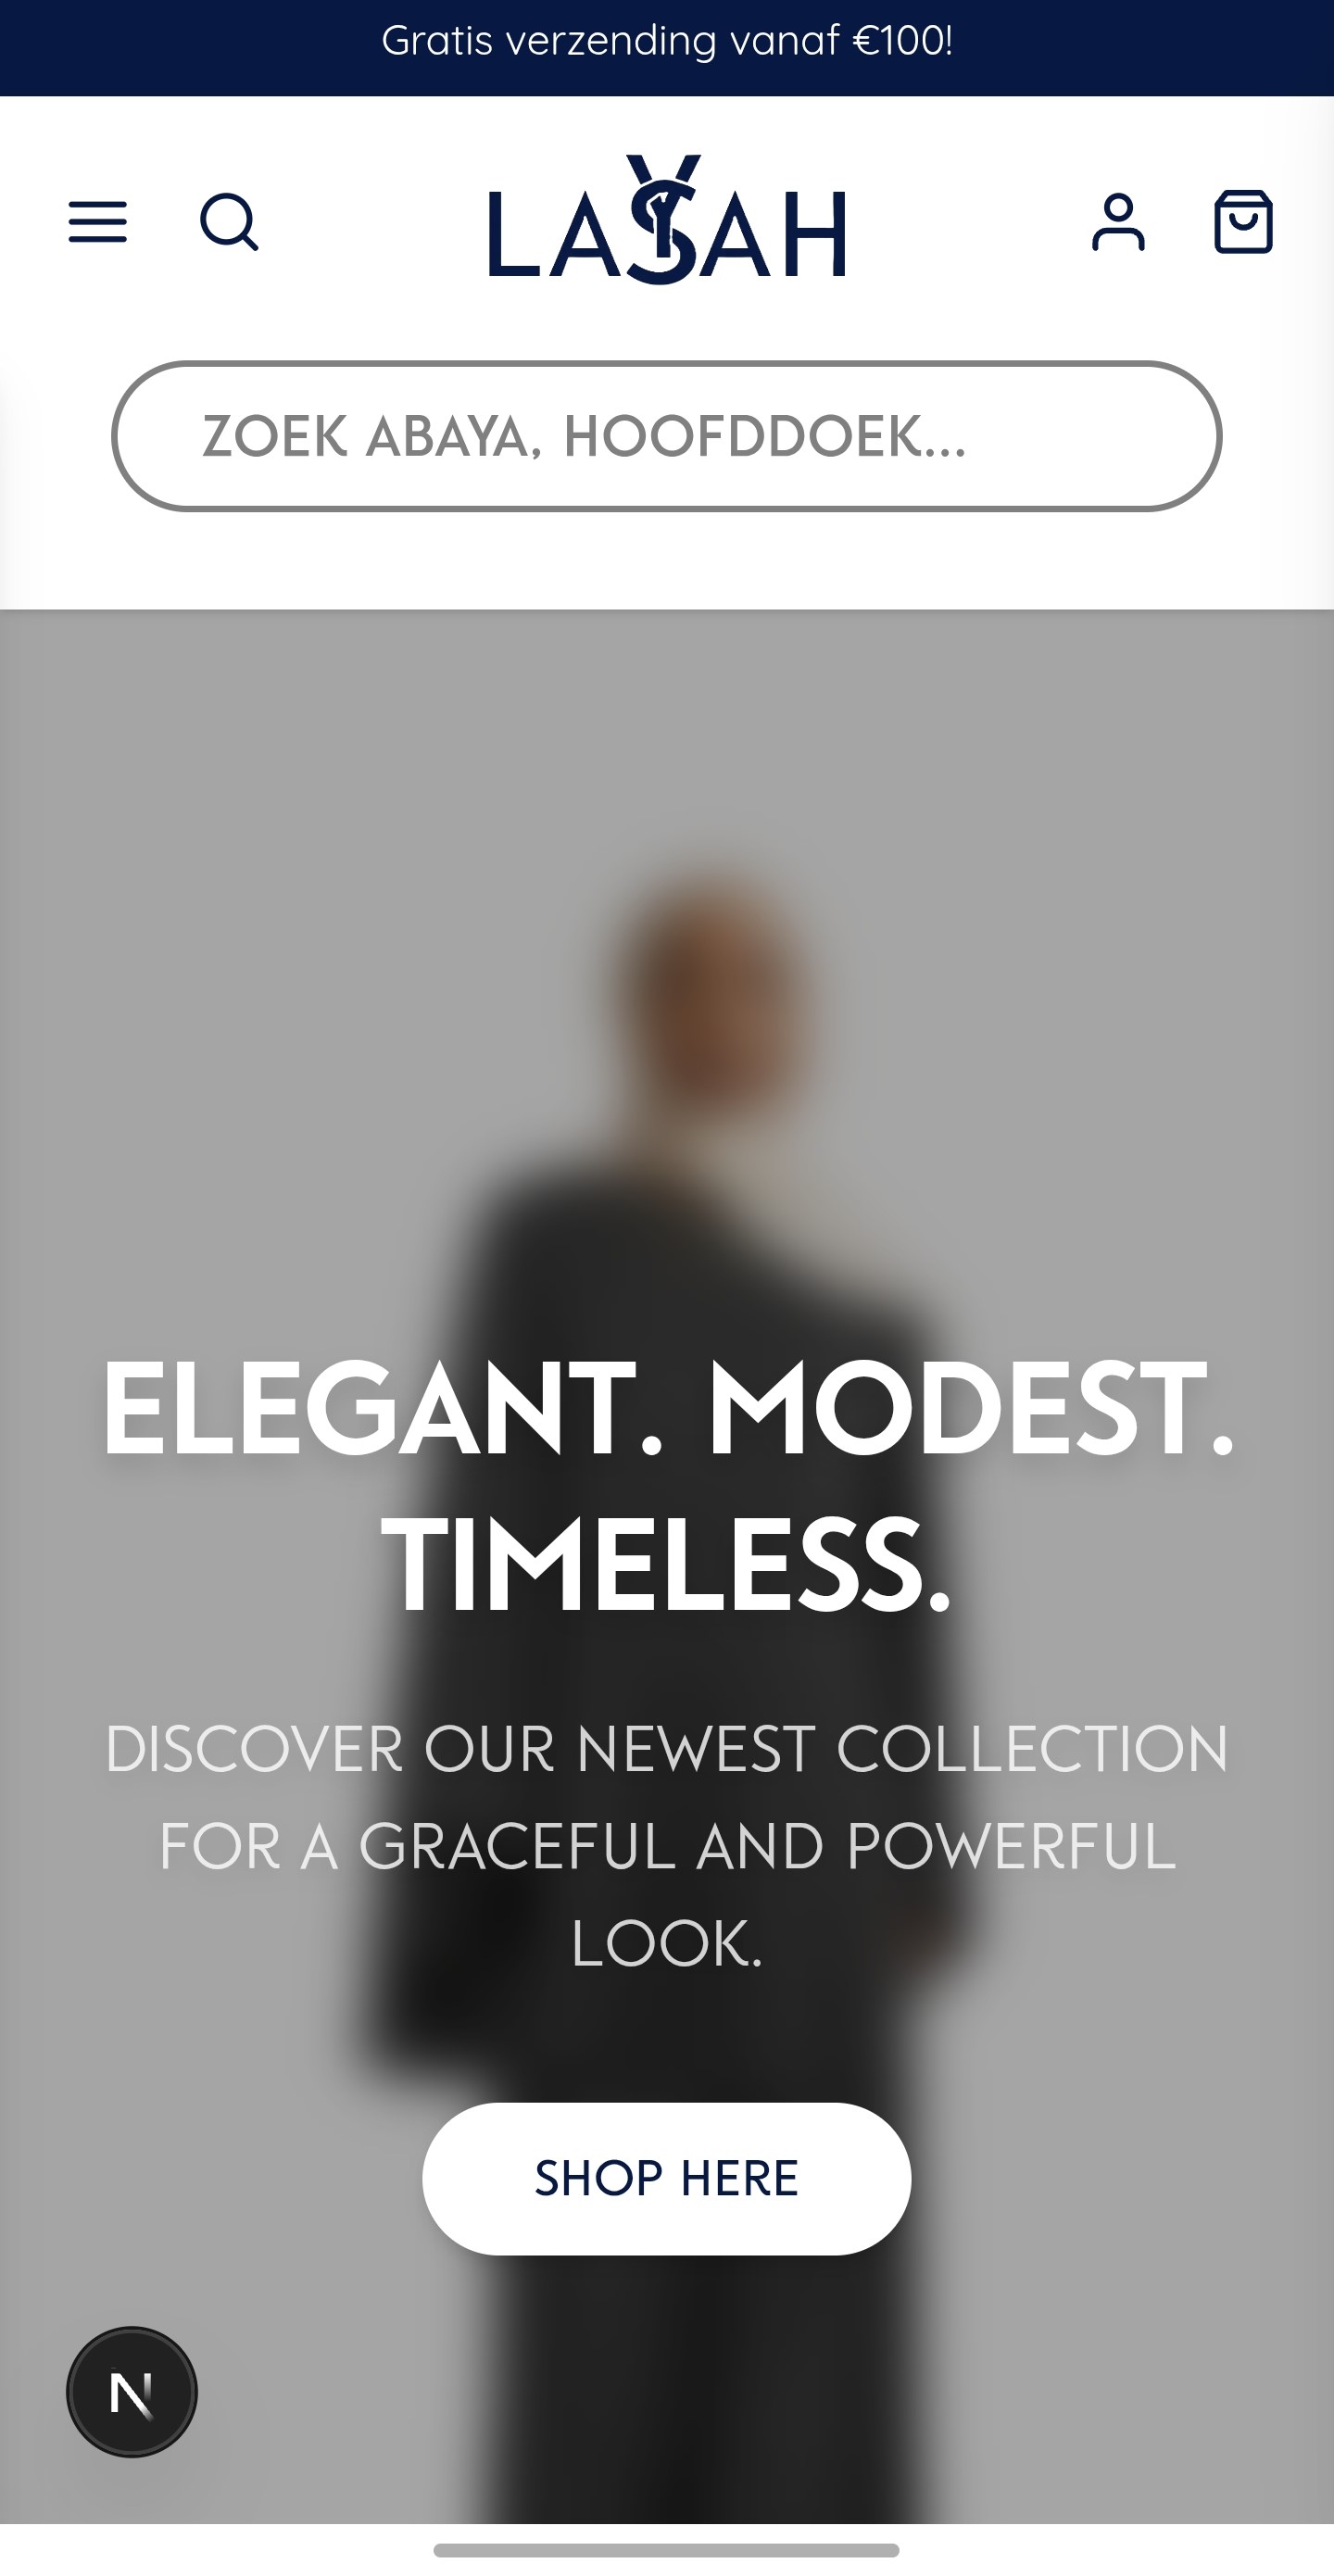 Gratis verzending vanaf €100!
LAYSAH
ZOEK ABAYA, HOOFDDOEK...
ELEGANT. MODEST.
TIMELESS.
DISCOVER OUR NEWEST COLLECTION
FOR A GRACEFUL AND POWERFUL
LOOK.
SHOP HERE
N